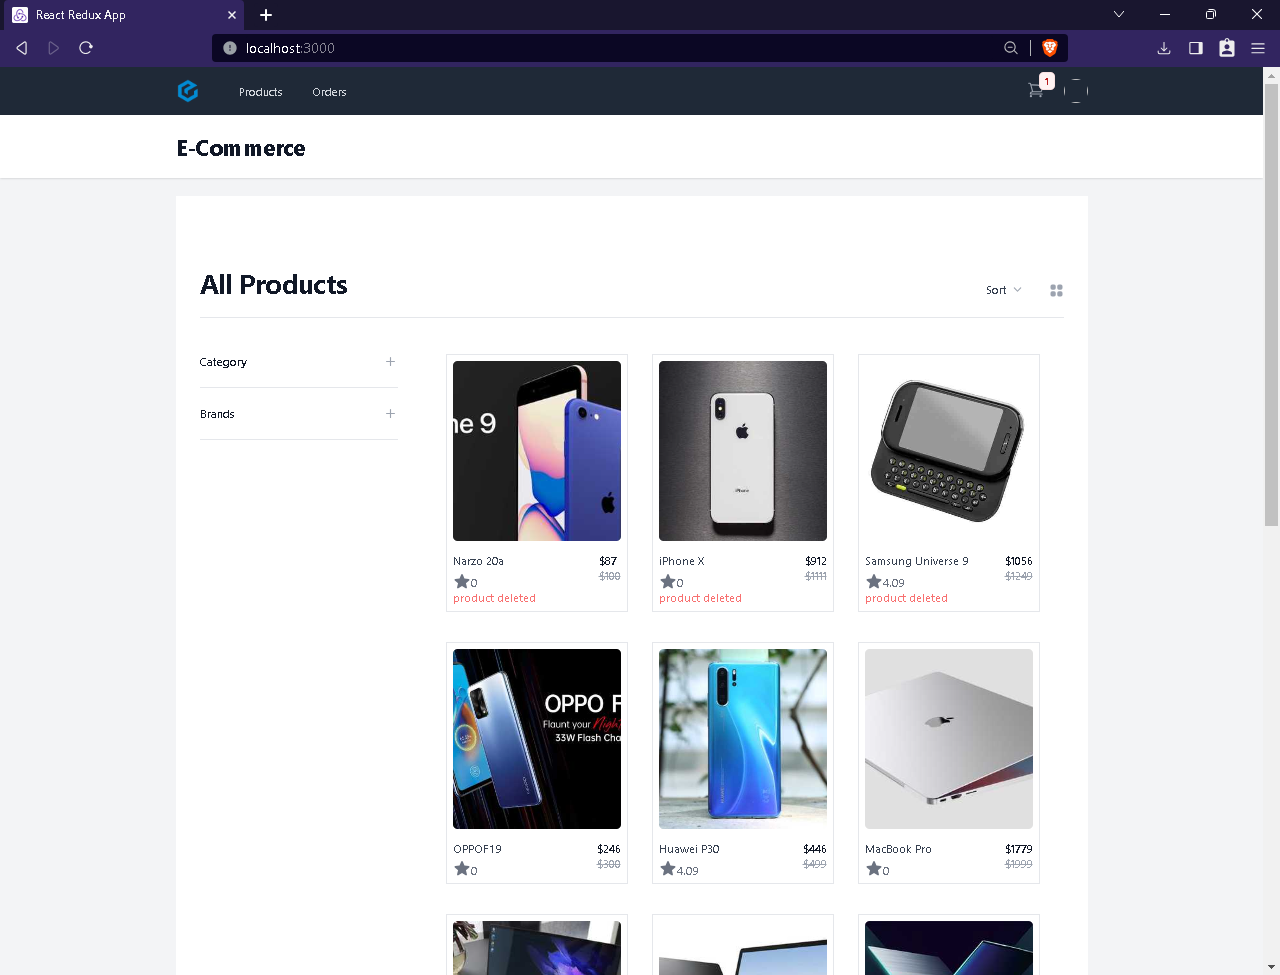 React Redux App
localhost:3000
Products
Orders
1
E-Commerce
All Products
Sort
Category
Brands
ne 9
iPhone
Narzo 20a
$87
$100
0
product deleted
iPhone X
$912
$1111
0
product deleted
Samsung Universe 9
$1056
$1249
4.09
product deleted
OPPO F
Flaunt your Night
33W Flash Cha
OPPOF19
$246
$300
0
Huawei P30
$446
$499
4.09
MacBook Pro
$1779
$1999
0